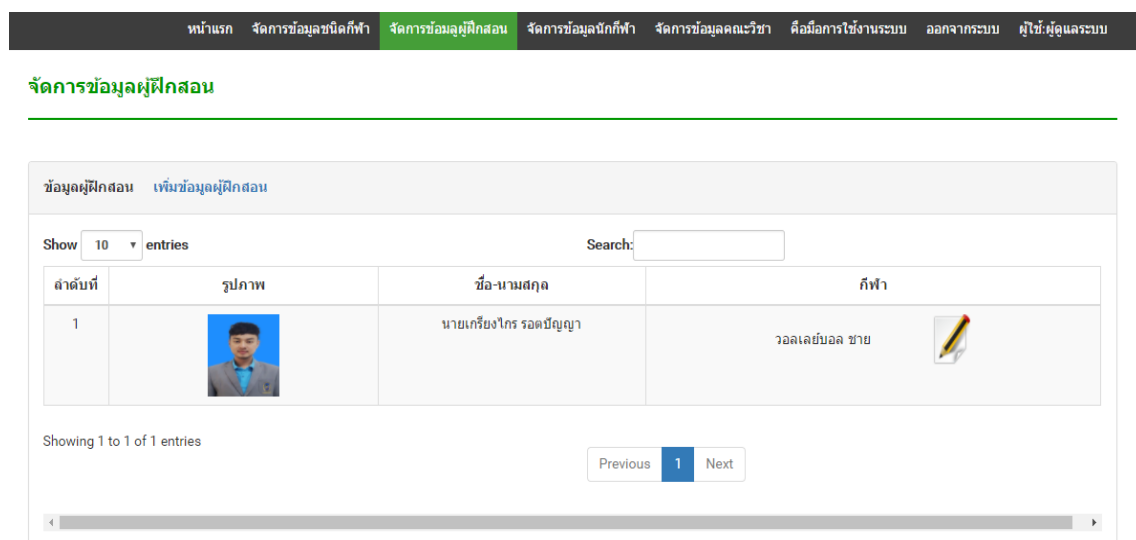 หน้าแรก จัดการข้อมูลชนิดกีฬา จัดการข้อมูลผู้ฝึกสอน จัดการข้อมูลนักกีฬา จัดการข้อมูลคณะวิชา คือมือการใช้งานระบบ ออกจากระบบ ผู้ใช้:ผู้ดูแลระบบ
จัดการข้อมูลผู้ฝึกสอน
ข้อมูลผู้ฝึกสอน เพิ่มข้อมูลผู้ฝึกสอน
Show 10 entries Search:
ลำดับที่ รูปภาพ ชื่อ-นามสกุล กีฬา
1 นายเกรียงไกร รอตปัญญา วอลเลย์บอล ชาย
Showing 1 to 1 of 1 entries
Previous 1 Next